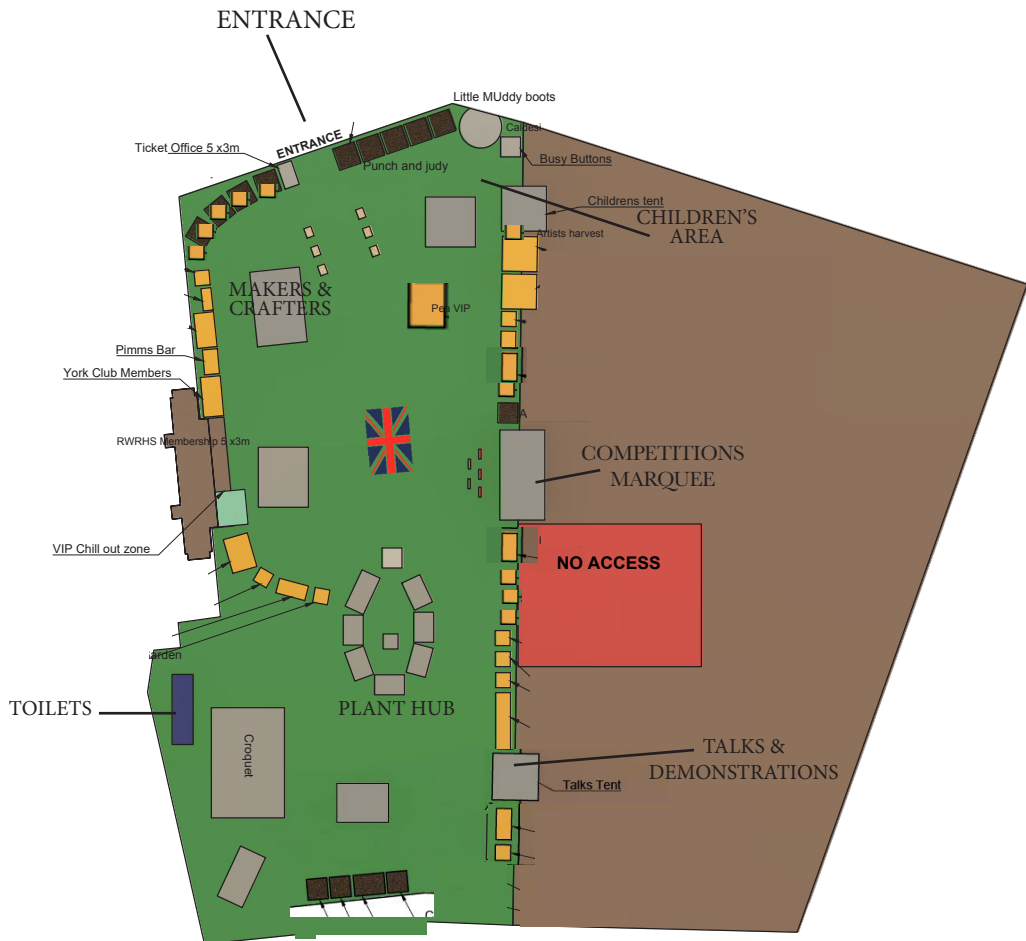 ENTRANCE
Little MUddy boots
Caldesi
ENTRANCE
Ticket Office 5 x3m
Punch and judy
Busy Buttons
Childrens tent
CHILDREN'S
AREA
Artists harvest
MAKERS &
CRAFTERS
Pea VIP
Pimms Bar
York Club Members
A
RWRHS Membership 5 x3m
COMPETITIONS
MARQUEE
VIP Chill out zone
NO ACCESS
arden
TOILETS
PLANT HUB
Croquet
TALKS &
DEMONSTRATIONS
Talks Tent
C